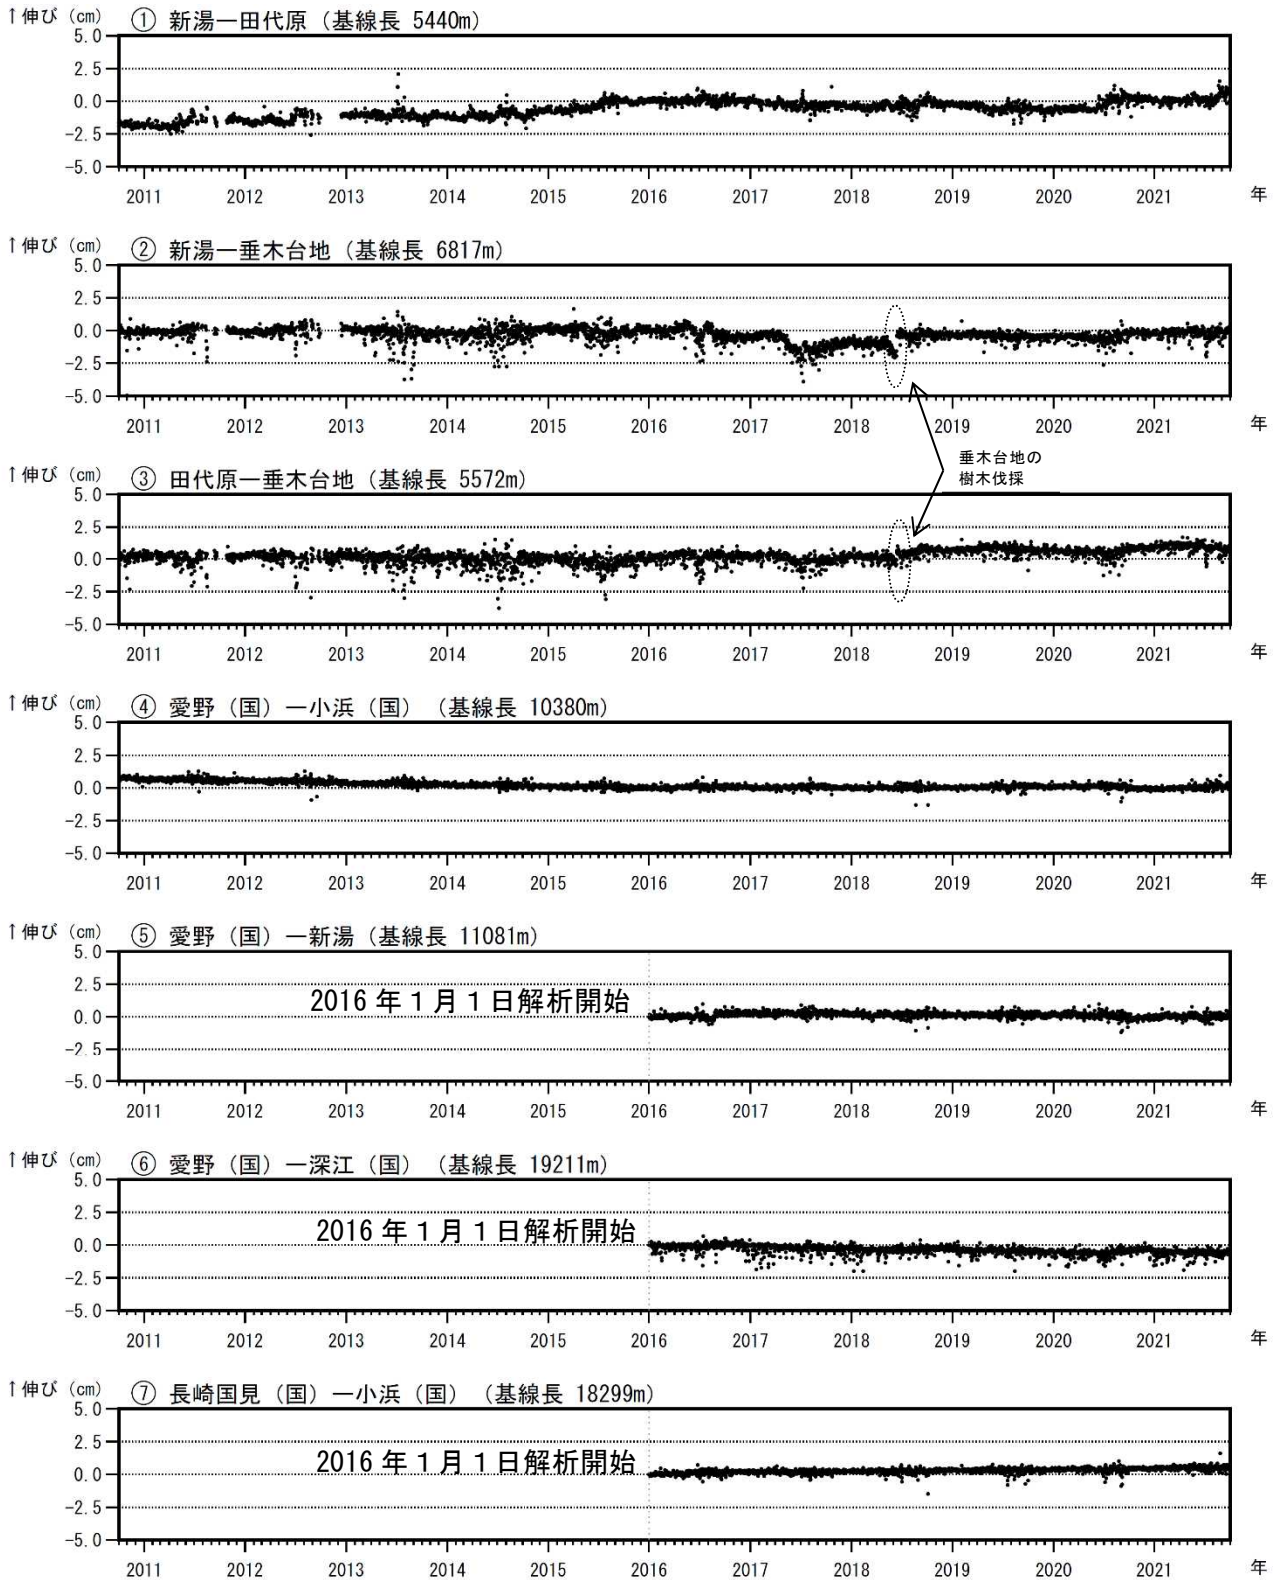 ↑伸び (cm) ① 新湯ー田代原 (基線長 5440m)
5.0
2.5
0.0
−2.5
−5.0
2011 2012 2013 2014 2015 2016 2017 2018 2019 2020 2021 年
↑伸び (cm) ② 新湯ー垂木台地 (基線長 6817m)
5.0
2.5
0.0
−2.5
−5.0
2011 2012 2013 2014 2015 2016 2017 2018 2019 2020 2021 年
垂木台地の
樹木伐採
↑伸び (cm) ③ 田代原ー垂木台地 (基線長 5572m)
5.0
2.5
0.0
−2.5
−5.0
2011 2012 2013 2014 2015 2016 2017 2018 2019 2020 2021 年
↑伸び (cm) ④ 愛野（国）ー小浜（国） (基線長 10380m)
5.0
2.5
0.0
−2.5
−5.0
2011 2012 2013 2014 2015 2016 2017 2018 2019 2020 2021 年
↑伸び (cm) ⑤ 愛野（国）ー新湯 (基線長 11081m)
5.0
2.5
2016 年１月１日解析開始
0.0
−2.5
−5.0
2011 2012 2013 2014 2015 2016 2017 2018 2019 2020 2021 年
↑伸び (cm) ⑥ 愛野（国）ー深江（国） (基線長 19211m)
5.0
2.5
2016 年１月１日解析開始
0.0
−2.5
−5.0
2011 2012 2013 2014 2015 2016 2017 2018 2019 2020 2021 年
↑伸び (cm) ⑦ 長崎国見（国）ー小浜（国） (基線長 18299m)
5.0
2.5
2016 年１月１日解析開始
0.0
−2.5
−5.0
2011 2012 2013 2014 2015 2016 2017 2018 2019 2020 2021 年